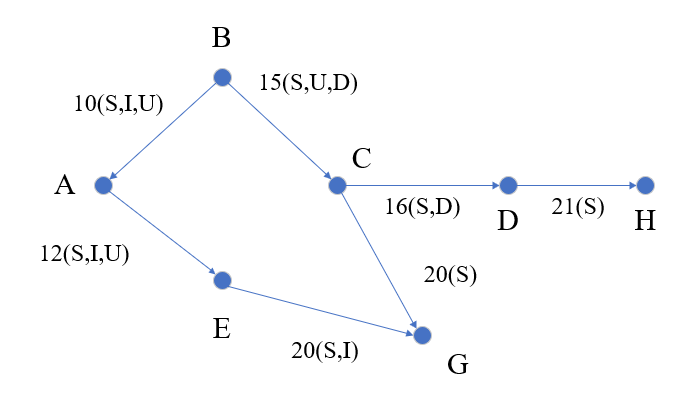 B
15(S,U,D)
10(S,I,U)
C
A
16(S,D)
21(S)
D
H
12(S,I,U)
20(S)
E
20(S,I)
G